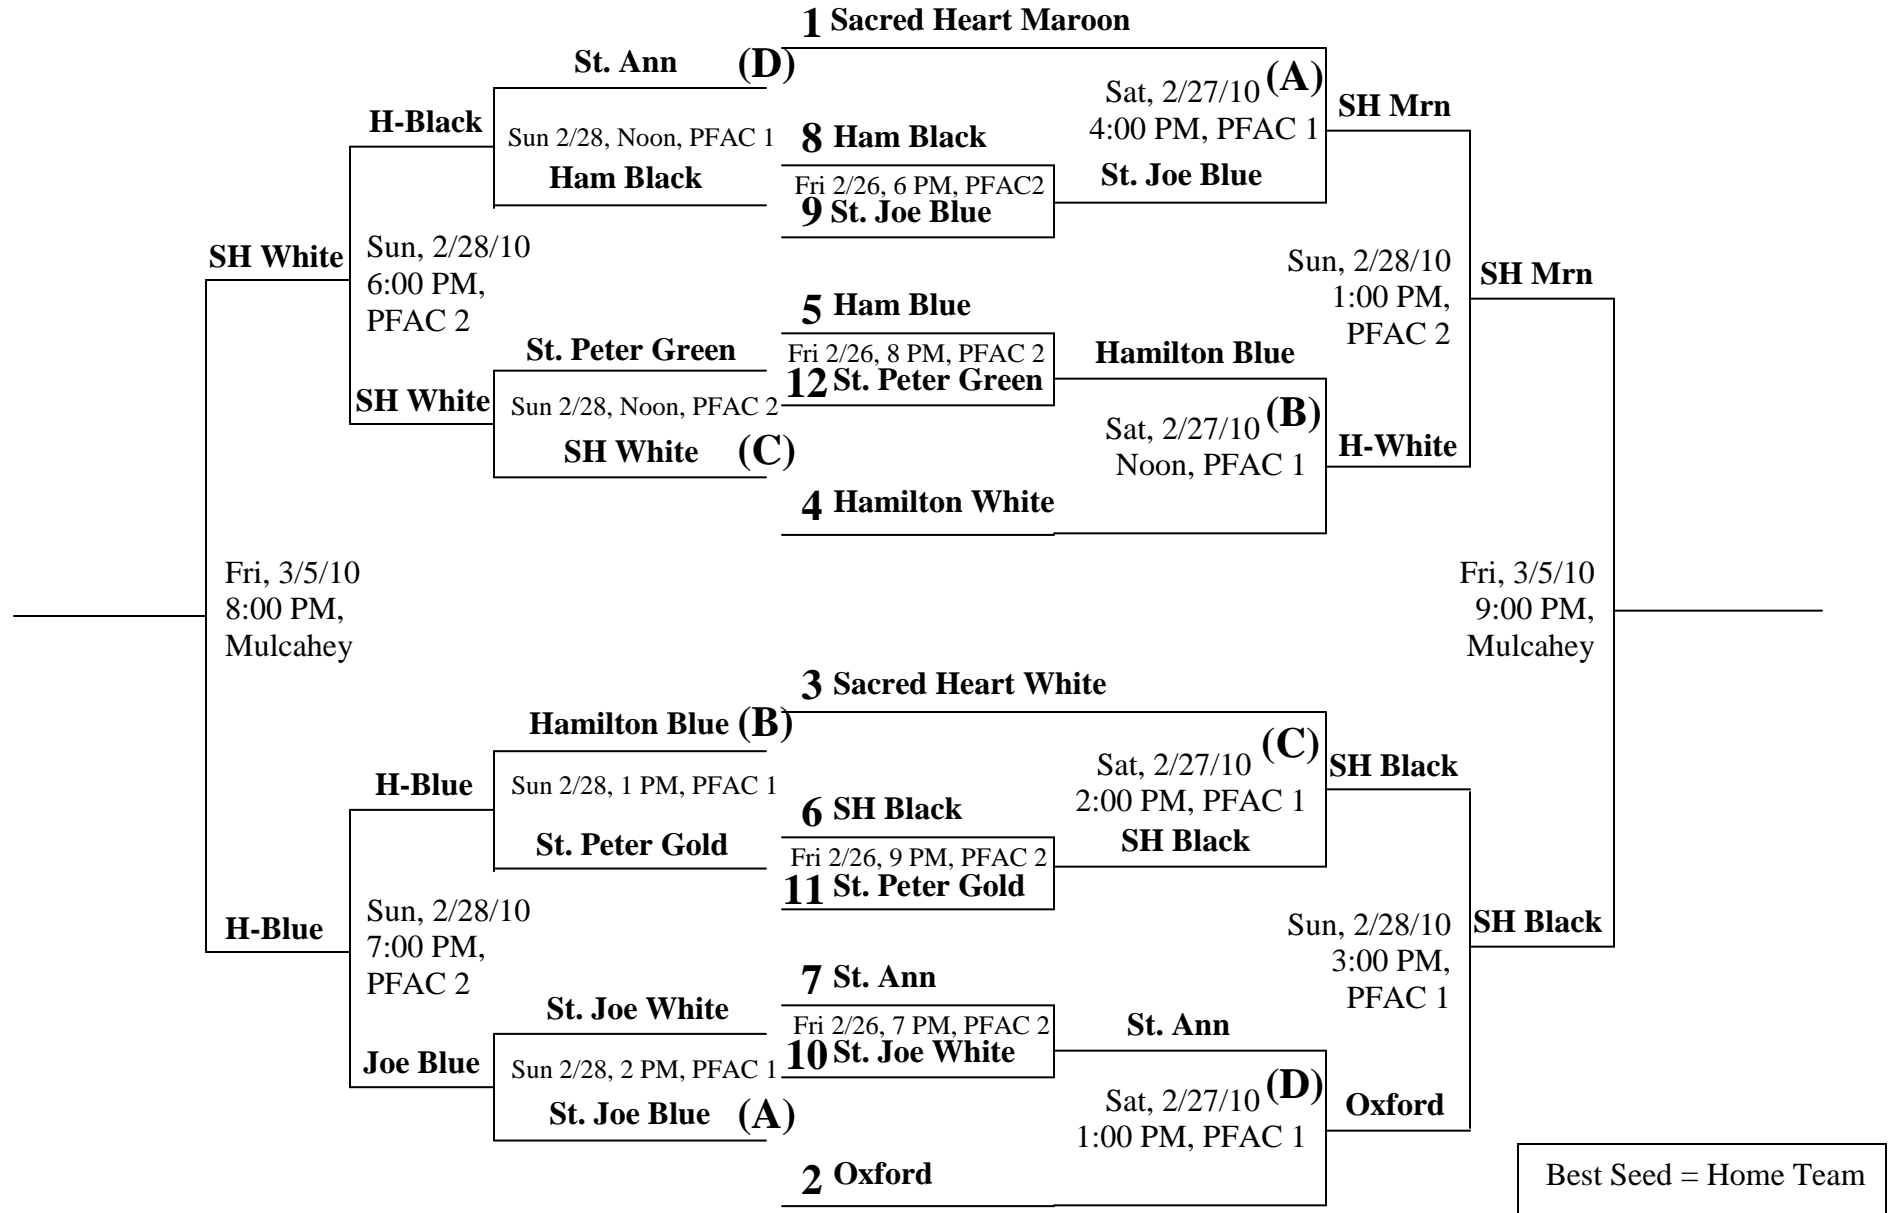 1 Sacred Heart Maroon
St. Ann (D)
Sat, 2/27/10 (A)
4:00 PM, PFAC 1
SH Mrn
H-Black
Sun 2/28, Noon, PFAC 1
8 Ham Black
Ham Black
Fri 2/26, 6 PM, PFAC2
St. Joe Blue
9 St. Joe Blue
SH White
Sun, 2/28/10
6:00 PM,
PFAC 2
Sun, 2/28/10
1:00 PM,
PFAC 2
SH Mrn
5 Ham Blue
St. Peter Green
Fri 2/26, 8 PM, PFAC 2
Hamilton Blue
12 St. Peter Green
SH White
Sun 2/28, Noon, PFAC 2
Sat, 2/27/10 (B)
Noon, PFAC 1
H-White
SH White (C)
4 Hamilton White
Fri, 3/5/10
8:00 PM,
Mulcahey
Fri, 3/5/10
9:00 PM,
Mulcahey
3 Sacred Heart White
Hamilton Blue (B)
(C)
Sat, 2/27/10
2:00 PM, PFAC 1
SH Black
H-Blue
Sun 2/28, 1 PM, PFAC 1
6 SH Black
St. Peter Gold
SH Black
Fri 2/26, 9 PM, PFAC 2
11 St. Peter Gold
Sun, 2/28/10
7:00 PM,
PFAC 2
H-Blue
Sun, 2/28/10
3:00 PM,
PFAC 1
SH Black
7 St. Ann
St. Joe White
Fri 2/26, 7 PM, PFAC 2
St. Ann
10 St. Joe White
Joe Blue
Sun 2/28, 2 PM, PFAC 1
St. Joe Blue (A)
Sat, 2/27/10 (D)
1:00 PM, PFAC 1
Oxford
2 Oxford
Best Seed = Home Team